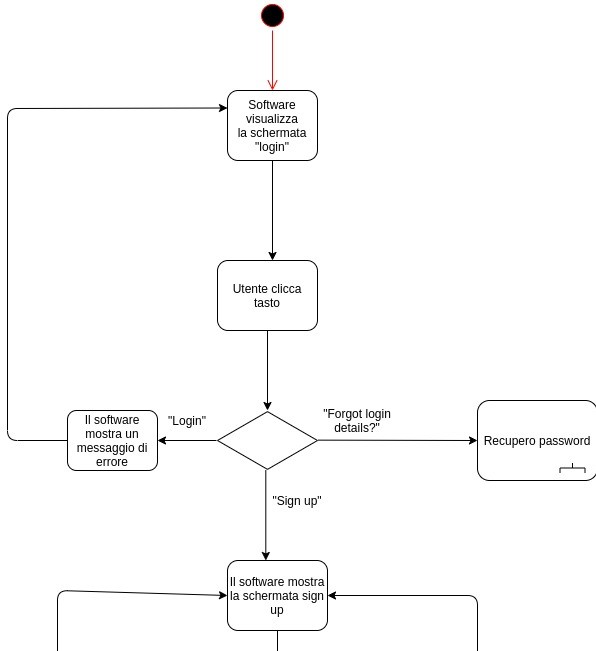 Software
visualizza
la schermata
"login"
Utente clicca
tasto
"Login"
"Forgot login
details?"
Il software
mostra un
messaggio di
errore
Recupero password
"Sign up"
Il software mostra
la schermata sign
up